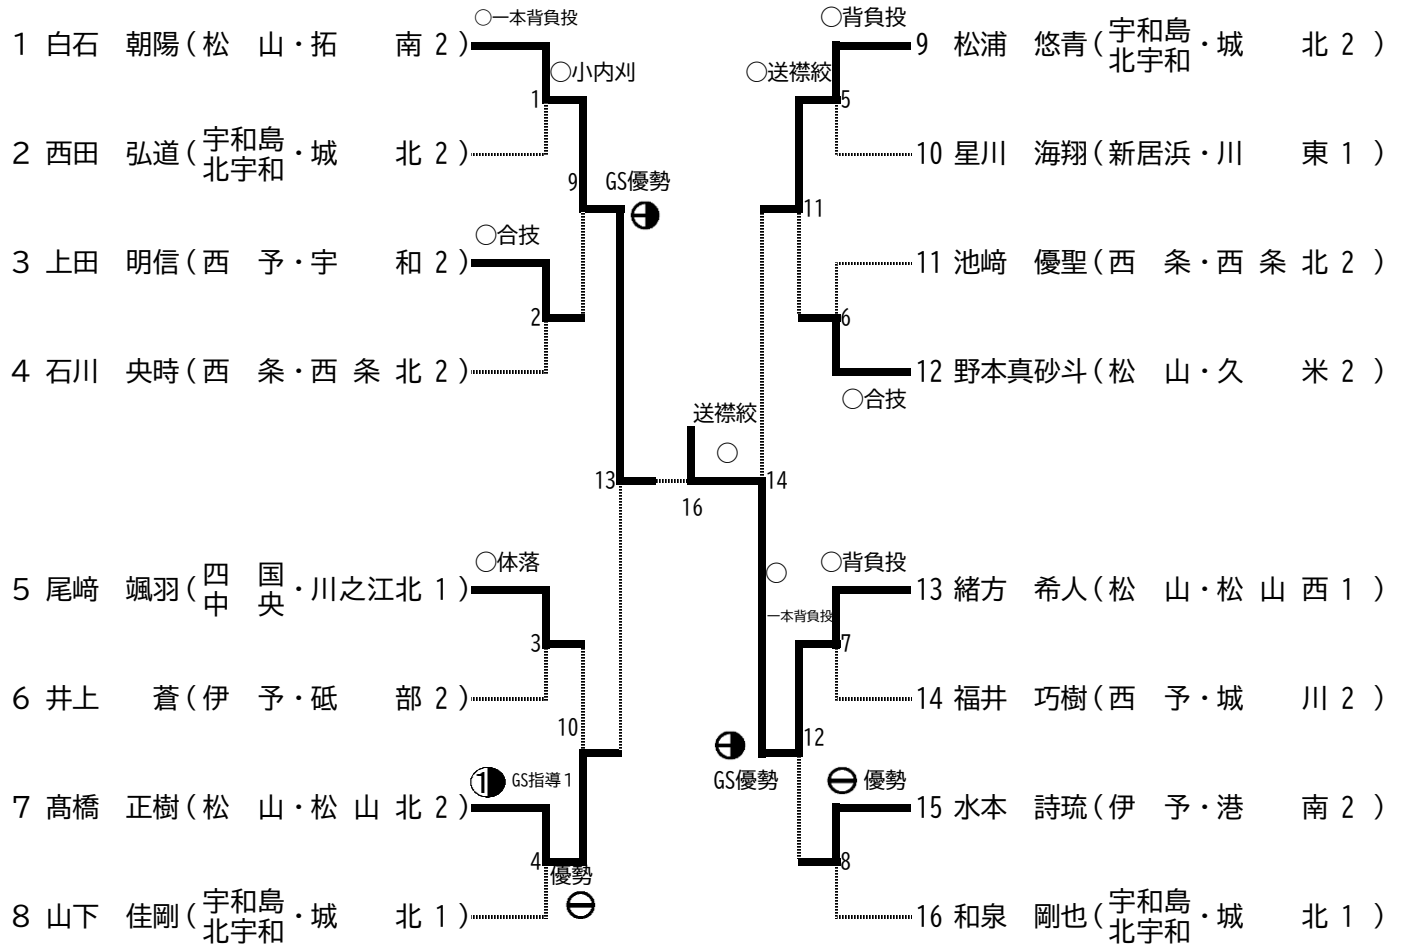 ○一本背負投
1 白石 朝陽(松 山・拓 南 2)
○小内刈
1
2 西田 弘道(宇和島北宇和・城 北 2)
9
GS優勢
○合技
3 上田 明信(西 予・宇 和 2)
2
4 石川 央時(西 条・西 条 北 2)
13
○体落
5 尾﨑 颯羽(四国中央・川之江北 1)
3
6 井上 蒼(伊 予・砥 部 2)
10
1 GS指導1
7 髙橋 正樹(松 山・松 山 北 2)
4
優勢
8 山下 佳剛(宇和島北宇和・城 北 1)
送襟絞
○
16
○背負投
9 松浦 悠青(宇和島北宇和・城 北 2)
○送襟絞
5
10 星川 海翔(新居浜・川 東 1)
11
11 池﨑 優聖(西 条・西 条 北 2)
6
12 野本真砂斗(松 山・久 米 2)
○合技
14
○
一本背負投
○背負投
13 緒方 希人(松 山・松 山 西 1)
7
14 福井 巧樹(西 予・城 川 2)
12
GS優勢
優勢
15 水本 詩琉(伊 予・港 南 2)
8
16 和泉 剛也(宇和島北宇和・城 北 1)